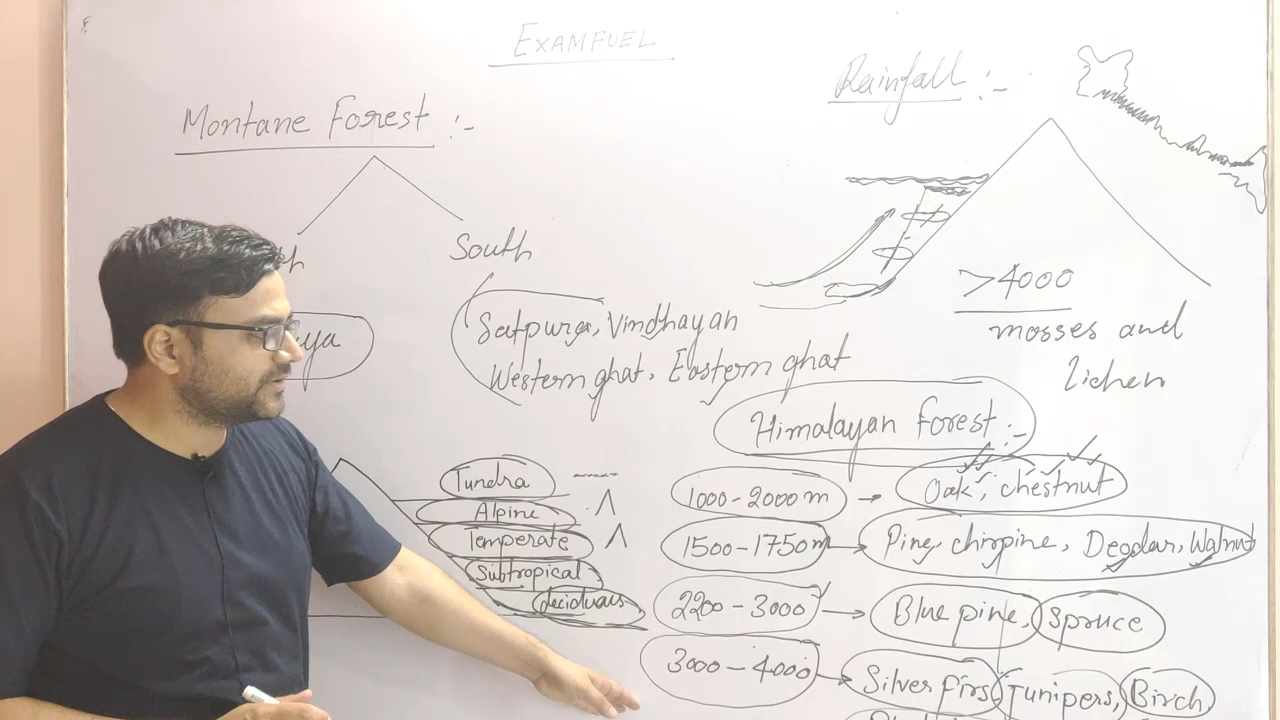 EXAMFUEL
Montane Forest :-
South
Satpura, Vindhayan
Western ghat, Eastern ghat
Rainfall :-
>4000
mosses and
lichen
Himalayan Forest :-
1000-2000m → Oak, chestnut
1500-1750m → Pine, chirpine, Deodar, Walnut
2200-3000 → Blue pine, Spruce
3000-4000 → Silver firs, Junipers, Birch,
Tundra
Alpine
Temperate
Subtropical
deciduous